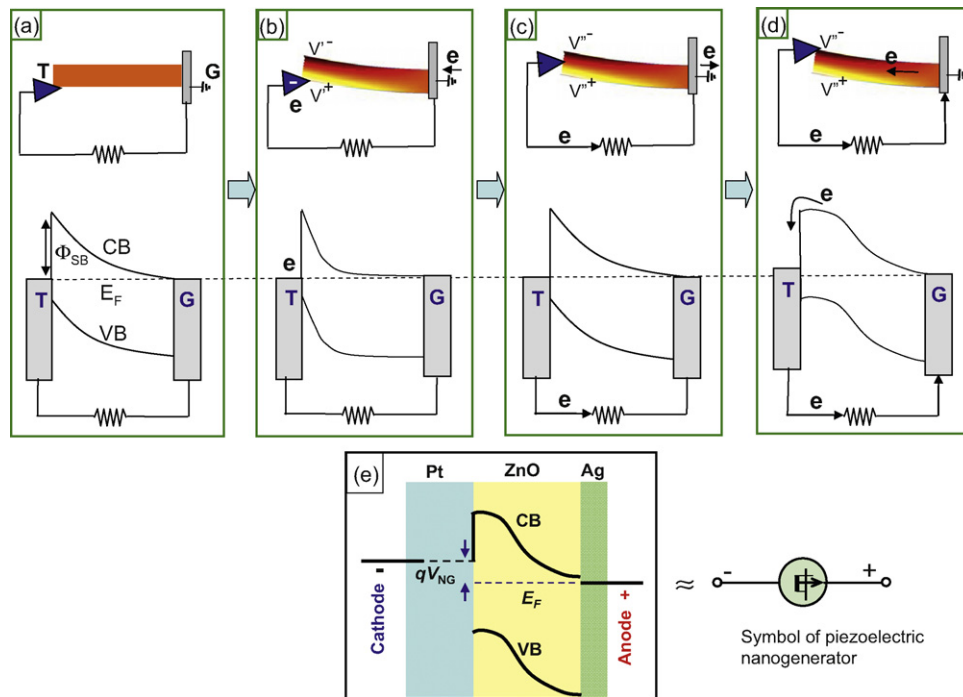 (a)
T
G
ΦSB
CB
EF
T
G
VB
(b)
V'-
e
-
e
V'+
e
T
G
(c)
V"-
e
V"+
e
T
G
e
(d)
V"-
e
V"+
e
e
T
G
e
(e)
Pt ZnO Ag
CB
-
qVNG
EF
Cathode
Anode +
VB
≈
- E +
Symbol of piezoelectric
nanogenerator